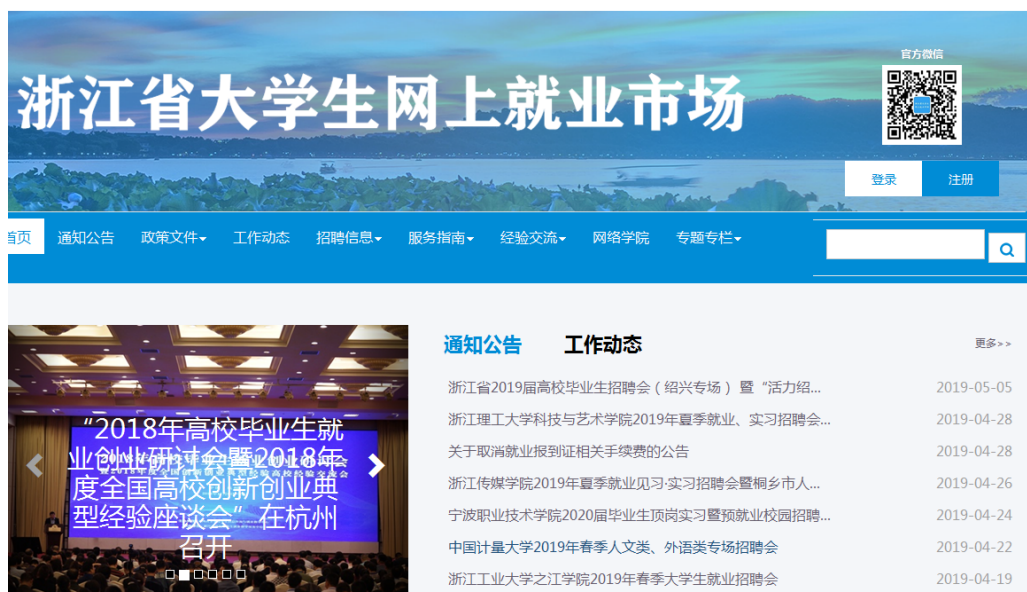 官方微信
浙江省大学生网上就业市场
登录 注册
首页 通知公告 政策文件 工作动态 招聘信息 服务指南 经验交流 网络学院 专题专栏
“2018年高校毕业生就
业创业研讨会暨2018年
度全国高校创新创业典
型经验座谈会”在杭州
召开
通知公告 工作动态 更多>>
浙江省2019届高校毕业生招聘会（绍兴专场）暨“活力绍... 2019-05-05
浙江理工大学科技与艺术学院2019年夏季就业、实习招聘会... 2019-04-28
关于取消就业报到证相关手续费的公告 2019-04-28
浙江传媒学院2019年夏季就业见习·实习招聘会暨桐乡市人... 2019-04-26
宁波职业技术学院2020届毕业生顶岗实习暨预就业校园招聘... 2019-04-24
中国计量大学2019年春季人文类、外语类专场招聘会 2019-04-22
浙江工业大学之江学院2019年春季大学生就业招聘会 2019-04-19